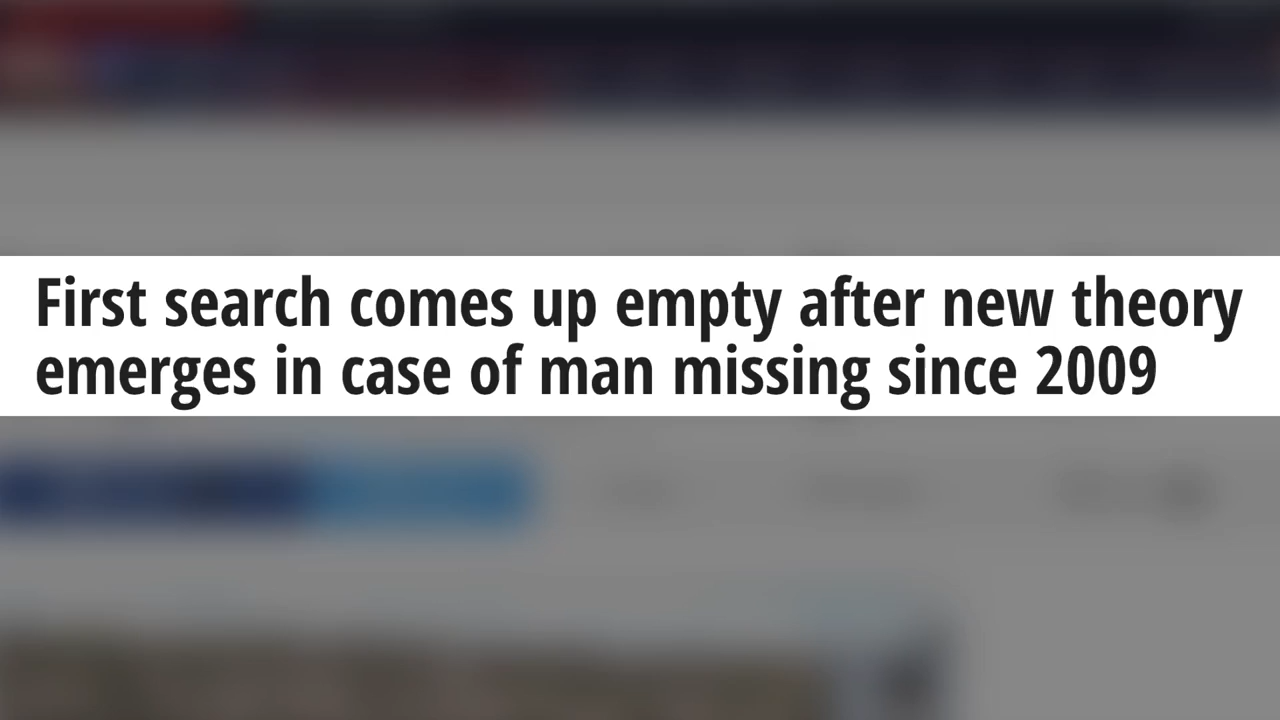 First search comes up empty after new theory
emerges in case of man missing since 2009